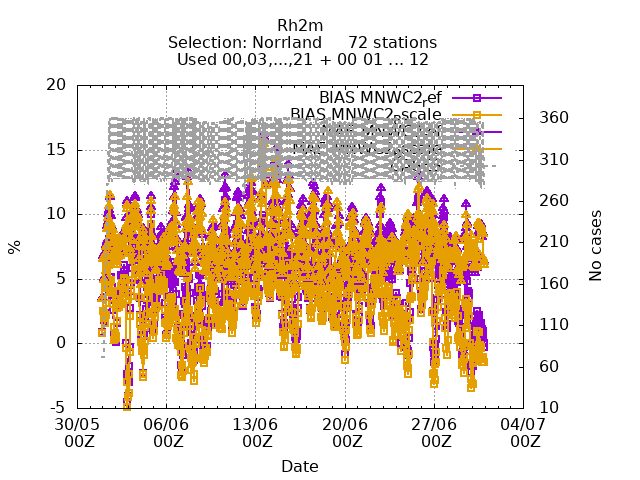 Rh2m
Selection: Norrland 72 stations
Used 00,03,...,21 + 00 01 ... 12
BIAS MNWC2_ref
BIAS MNWC2_pscale
20
15
10
5
0
-5
%
360
310
260
210
160
110
60
10
No cases
30/05 06/06 13/06 20/06 27/06 04/07
00Z 00Z 00Z 00Z 00Z 00Z
Date